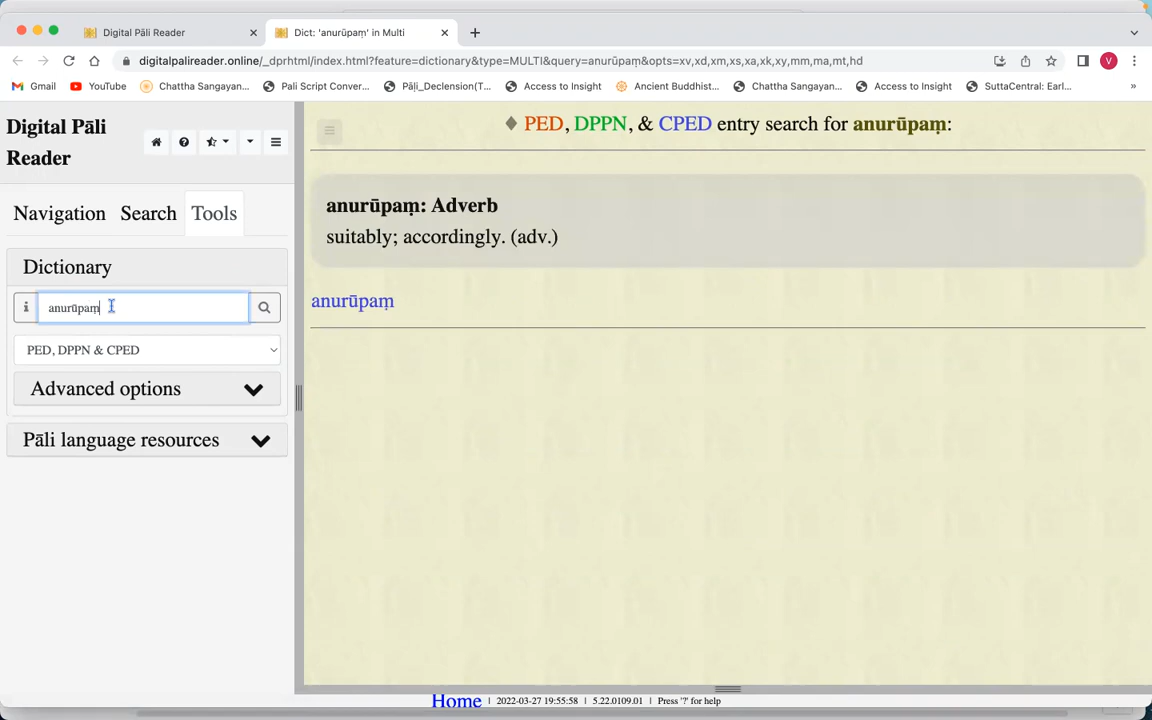 Digital Pāli Reader
Dict: 'anurūpaṃ' in Multi
digitalpalireader.online/_dprhtml/index.html?feature=dictionary&type=MULTI&query=anurūpaṃ&opts=xv,xd,xm,xs,xa,xk,xy,mm,ma,mt,hd
V
Gmail
YouTube
Chattha Sangayan...
Pali Script Conver...
Pāḷi_Declension(T...
Access to Insight
Ancient Buddhist...
Chattha Sangayan...
Access to Insight
SuttaCentral: Earl...
»
Digital Pāli
Reader
Navigation
Search
Tools
Dictionary
anurūpaṃ
PED, DPPN & CPED
Advanced options
Pāli language resources
♦ PED, DPPN, & CPED entry search for anurūpaṃ:
anurūpaṃ: Adverb
suitably; accordingly. (adv.)
anurūpaṃ
Home | 2022-03-27 19:55:58 | 5.22.0109.01 | Press '?' for help